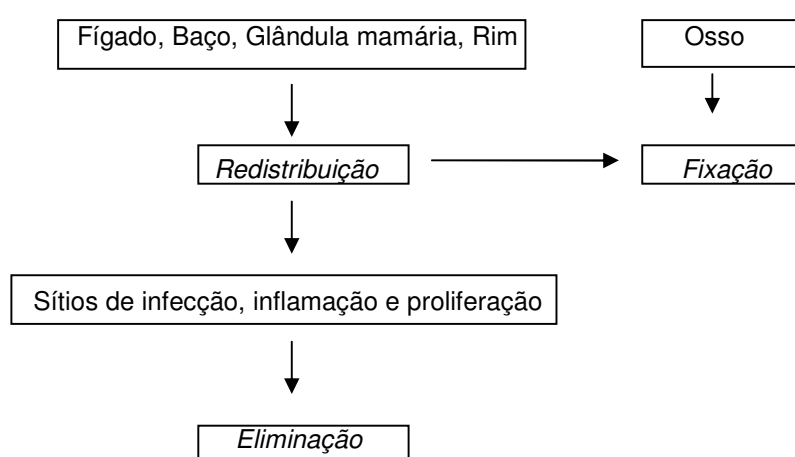 Fígado, Baço, Glândula mamária, Rim
Osso
Redistribuição
Fixação
Sítios de infecção, inflamação e proliferação
Eliminação